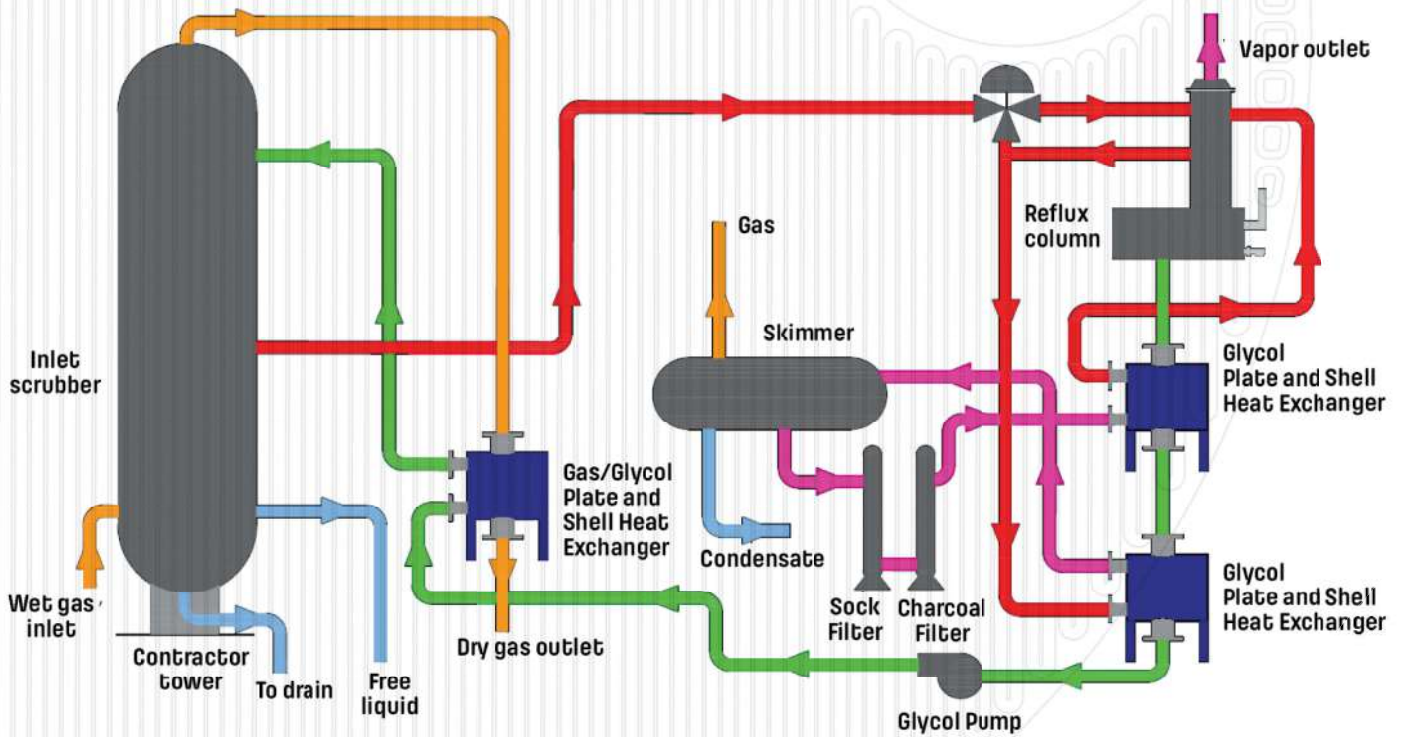 Vapor outlet
Reflux
column
Gas
Skimmer
Inlet
scrubber
Glycol
Plate and Shell
Heat Exchanger
Gas/Glycol
Plate and
Shell Heat
Exchanger
Condensate
Glycol
Plate and Shell
Heat Exchanger
Wet gas
inlet
Sock
Filter
Charcoal
Filter
Dry gas outlet
Contractor
tower
To drain
Free
liquid
Glycol Pump